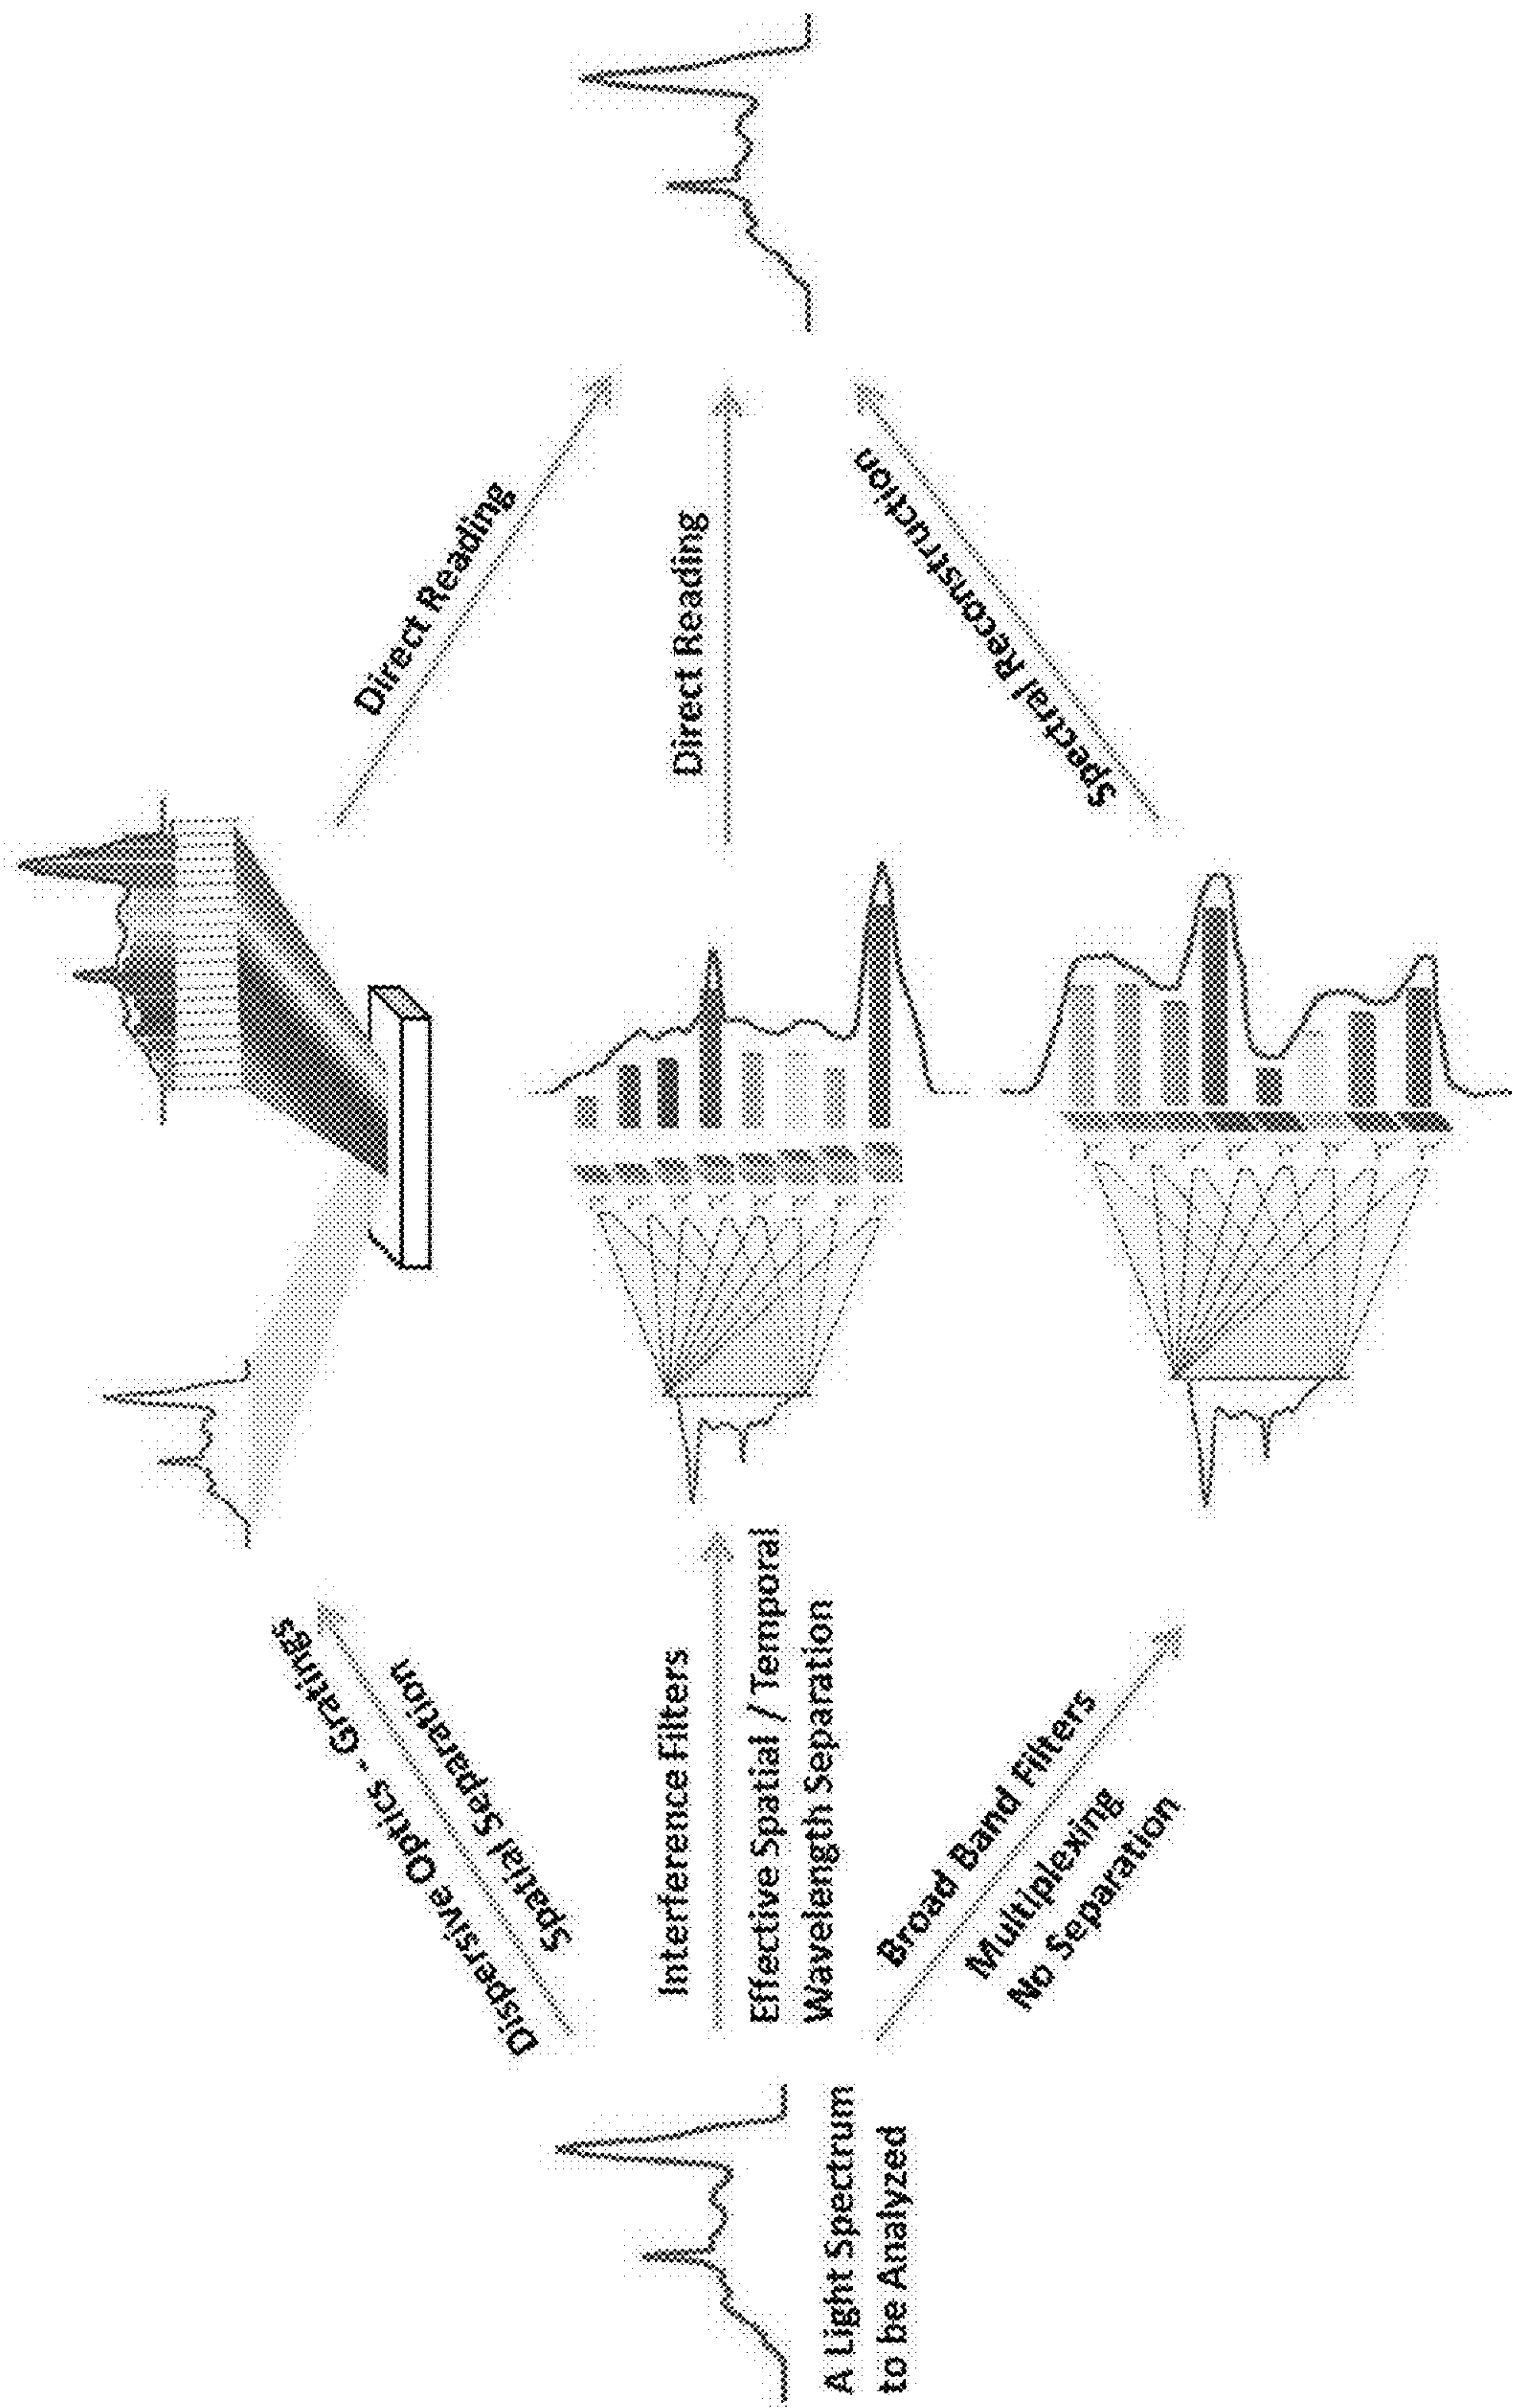 A Light Spectrum
to be Analyzed
Dispersive Optics - Gratings
Spatial Separation
Interference Filters
Effective Spatial / Temporal
Wavelength Separation
Broad Band Filters
Multiplexing
No Separation
Direct Reading
Direct Reading
Spectral Reconstruction